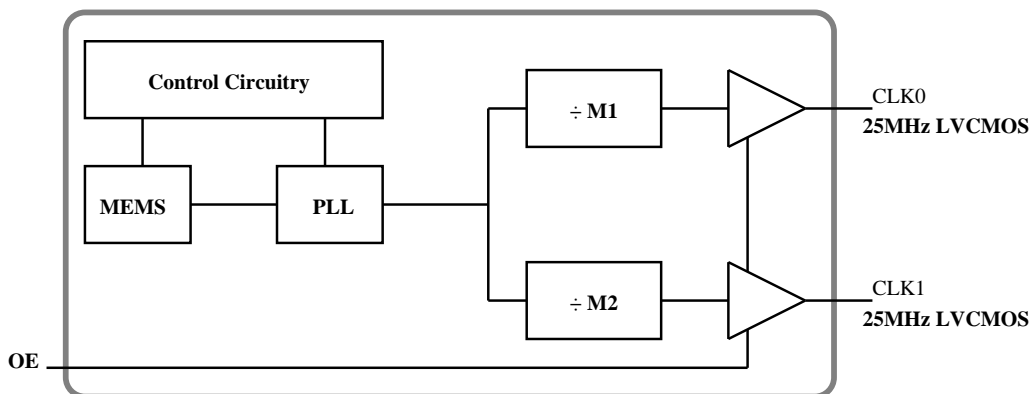 Control Circuitry
÷ M1
CLK0
25MHz LVCMOS
MEMS
PLL
÷ M2
CLK1
25MHz LVCMOS
OE